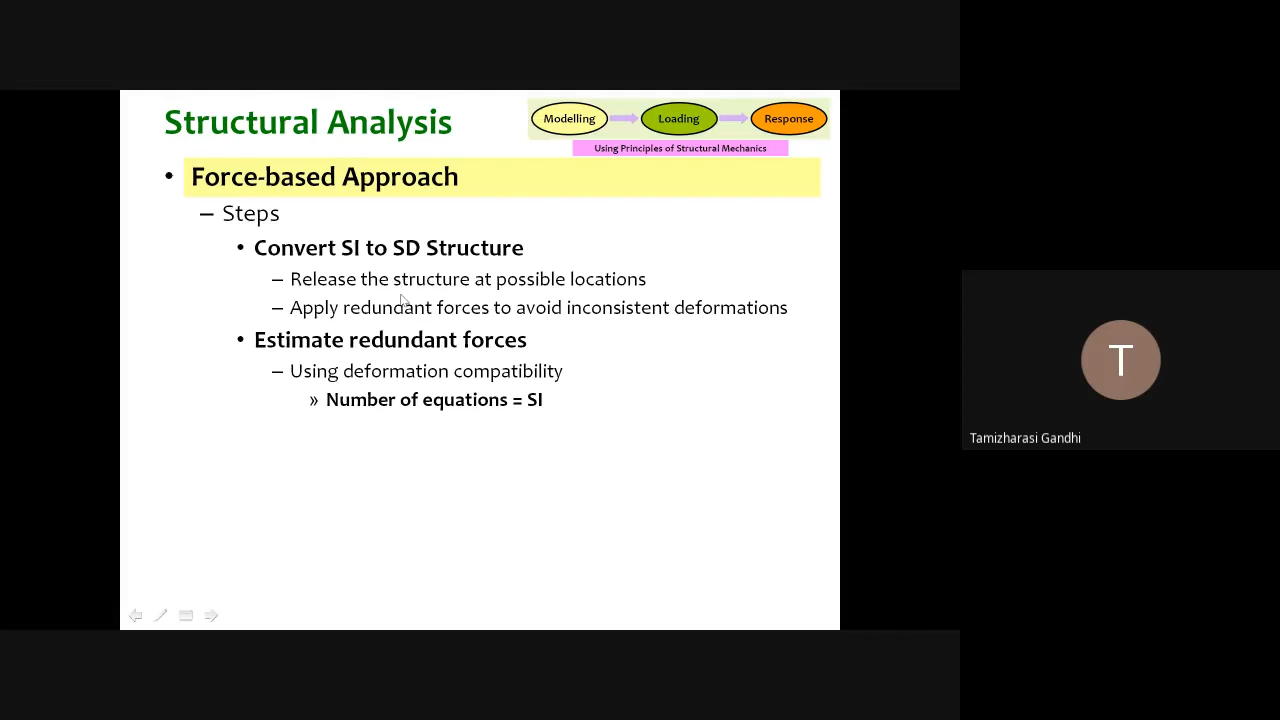 Structural Analysis
Modelling
Loading
Response
Using Principles of Structural Mechanics
• Force-based Approach
– Steps
• Convert SI to SD Structure
– Release the structure at possible locations
– Apply redundant forces to avoid inconsistent deformations
• Estimate redundant forces
– Using deformation compatibility
» Number of equations = SI
T
Tamizharasi Gandhi